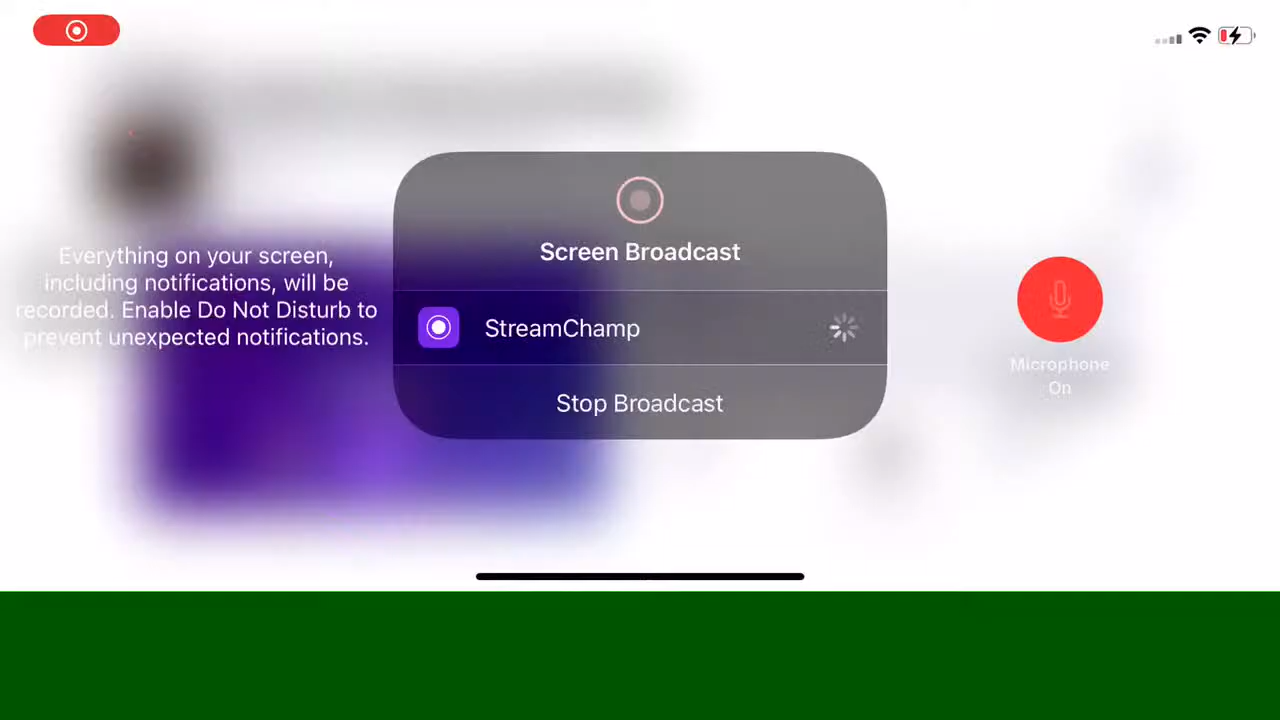 Screen Broadcast
Everything on your screen,
including notifications, will be
recorded. Enable Do Not Disturb to
prevent unexpected notifications.
StreamChamp
Stop Broadcast
Microphone
On